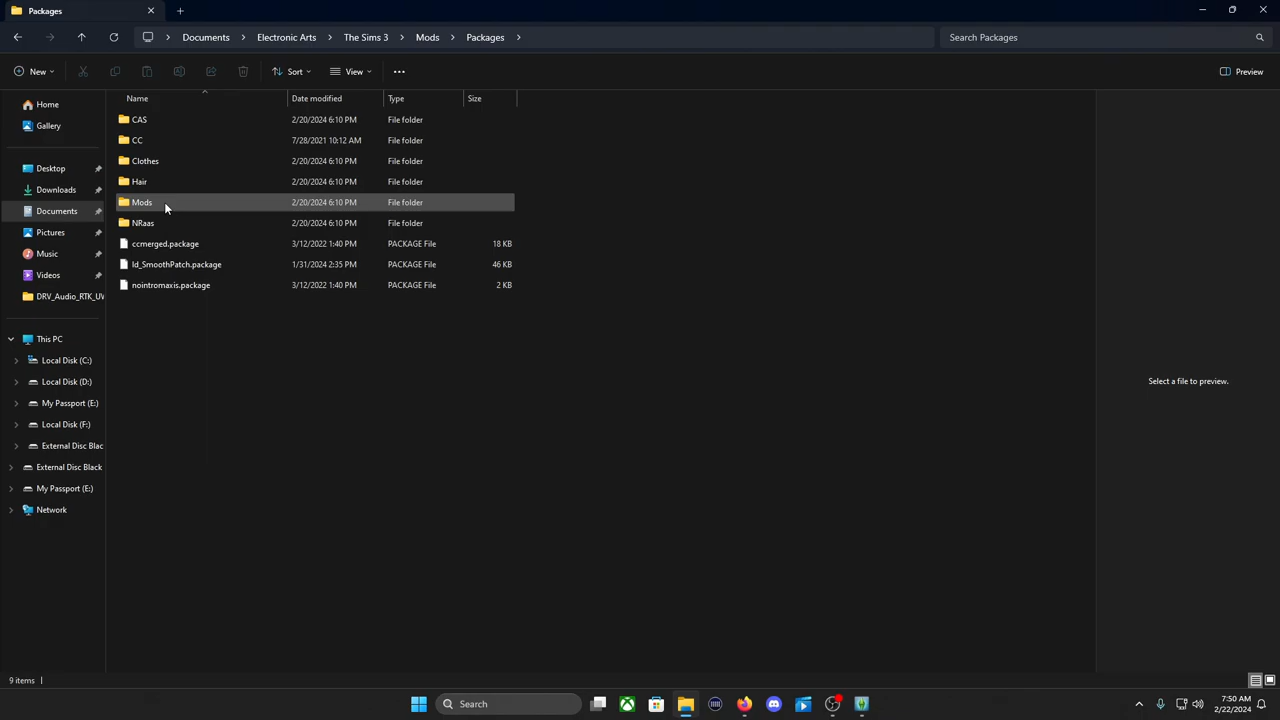 Packages
Documents > Electronic Arts > The Sims 3 > Mods > Packages >
Search Packages
New
Sort
View
Preview
Home
Gallery
Desktop
Downloads
Documents
Pictures
Music
Videos
DRV_Audio_RTK_UW
This PC
Local Disk (C:)
Local Disk (D:)
My Passport (E:)
Local Disk (F:)
External Disc Blac
External Disc Black
My Passport (E:)
Network
Name Date modified Type Size
CAS 2/20/2024 6:10 PM File folder
CC 7/28/2021 10:12 AM File folder
Clothes 2/20/2024 6:10 PM File folder
Hair 2/20/2024 6:10 PM File folder
Mods 2/20/2024 6:10 PM File folder
NRaas 2/20/2024 6:10 PM File folder
ccmerged.package 3/12/2022 1:40 PM PACKAGE File 18 KB
ld_SmoothPatch.package 1/31/2024 2:35 PM PACKAGE File 46 KB
nointromaxis.package 3/12/2022 1:40 PM PACKAGE File 2 KB
Select a file to preview.
9 items
Search
7:50 AM
2/22/2024